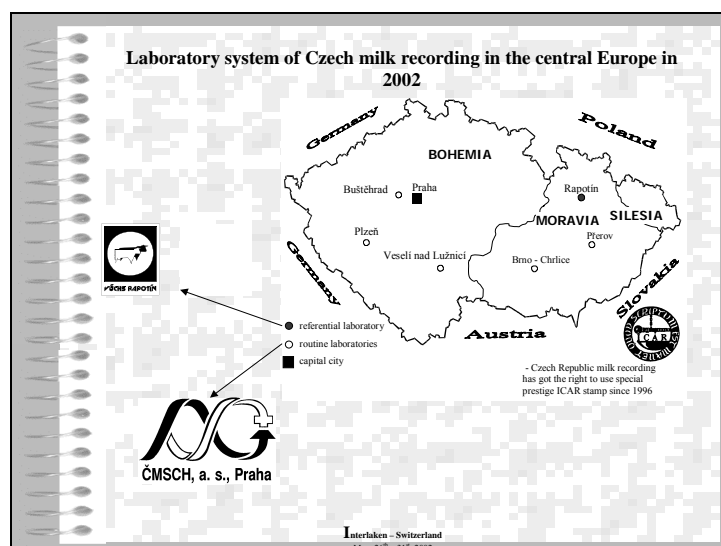 Laboratory system of Czech milk recording in the central Europe in
2002
Germany
Poland
BOHEMIA
Buštěhrad
Praha
Rapotín
MORAVIA
SILESIA
Plzeň
Přerov
Veselí nad Lužnicí
Brno - Chrlice
Germany
Slovakia
Austria
VÚCHS RAPOTÍN
referential laboratory
routine laboratories
capital city
ICAR
- Czech Republic milk recording
has got the right to use special
prestige ICAR stamp since 1996
ČMSCH, a. s., Praha
Interlaken – Switzerland